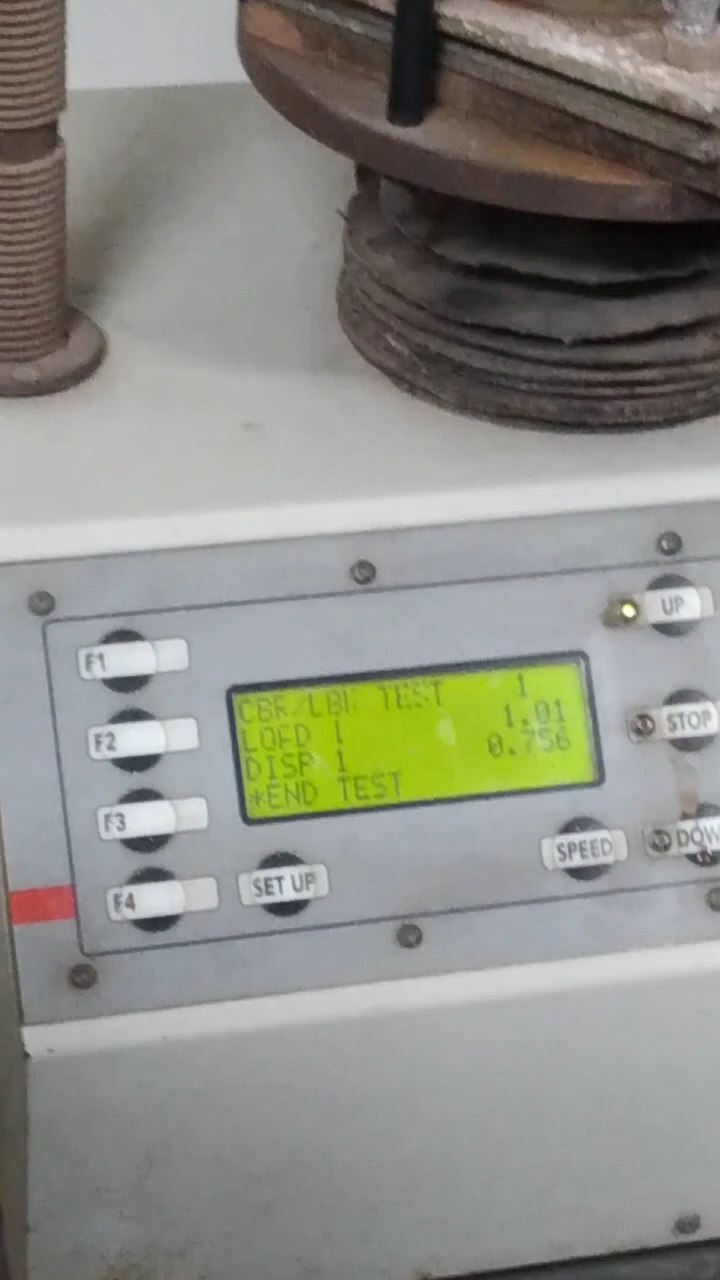 F1
F2
F3
F4
CBR/LBR TEST 1
LOAD 1 1.01
DISP 1 0.756
*END TEST
SET UP
SPEED
UP
STOP
DOW